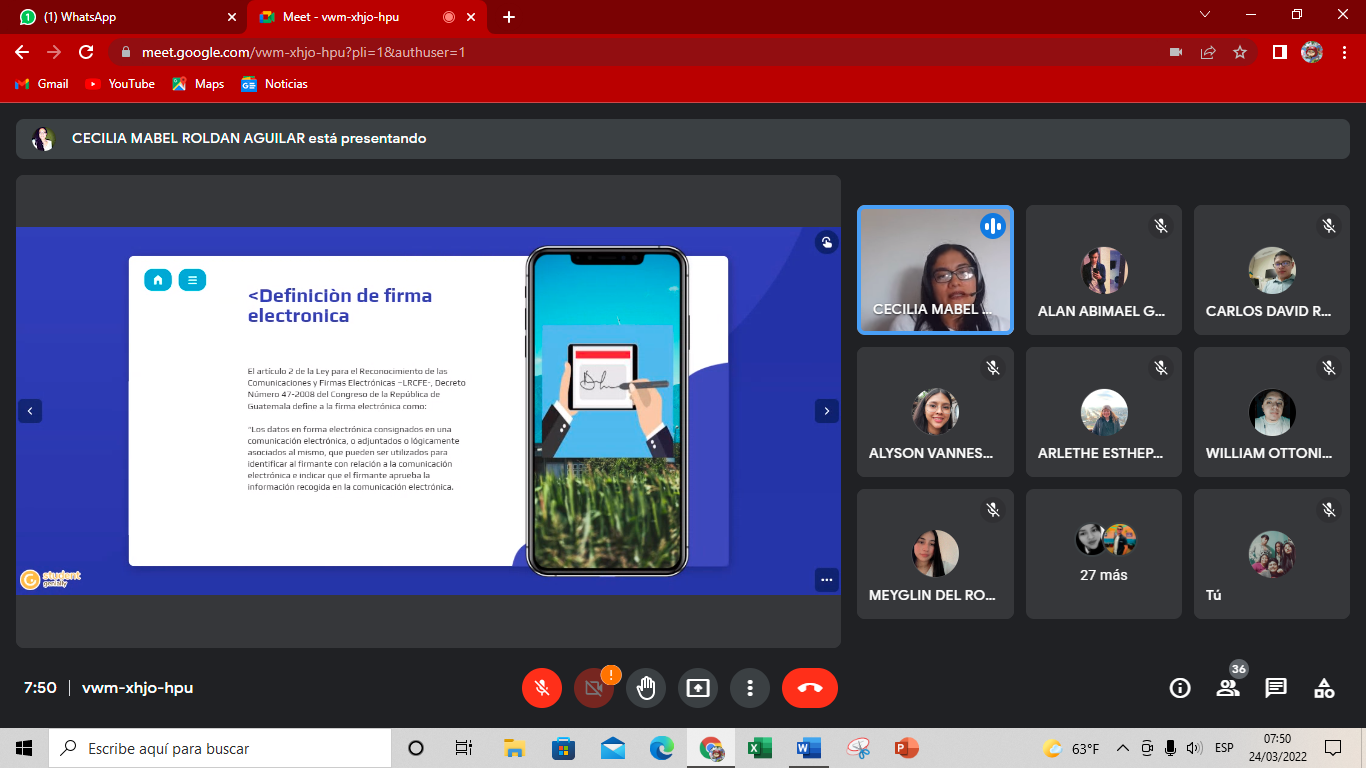 (1) WhatsApp
Meet - vwm-xhjo-hpu
meet.google.com/vwm-xhjo-hpu?pli=1&authuser=1
Gmail
YouTube
Maps
Noticias
CECILIA MABEL ROLDAN AGUILAR está presentando
<Definiciòn de firma
electronica
El artículo 2 de la Ley para el Reconocimiento de las
Comunicaciones y Firmas Electrónicas –LRCFE-, Decreto
Número 47-2008 del Congreso de la República de
Guatemala define a la firma electrónica como:
"Los datos en forma electrónica consignados en una
comunicación electrónica, o adjuntados o lógicamente
asociados al mismo, que pueden ser utilizados para
identificar al firmante con relación a la comunicación
electrónica e indicar que el firmante aprueba la
información recogida en la comunicación electrónica.
student
genially
CECILIA MABEL ...
ALAN ABIMAEL G...
CARLOS DAVID R...
ALYSON VANNES...
ARLETHE ESTHEP...
WILLIAM OTTONI...
MEYGLIN DEL RO...
27 más
Tú
7:50
vwm-xhjo-hpu
36
Escribe aquí para buscar
63°F
ESP
07:50
24/03/2022